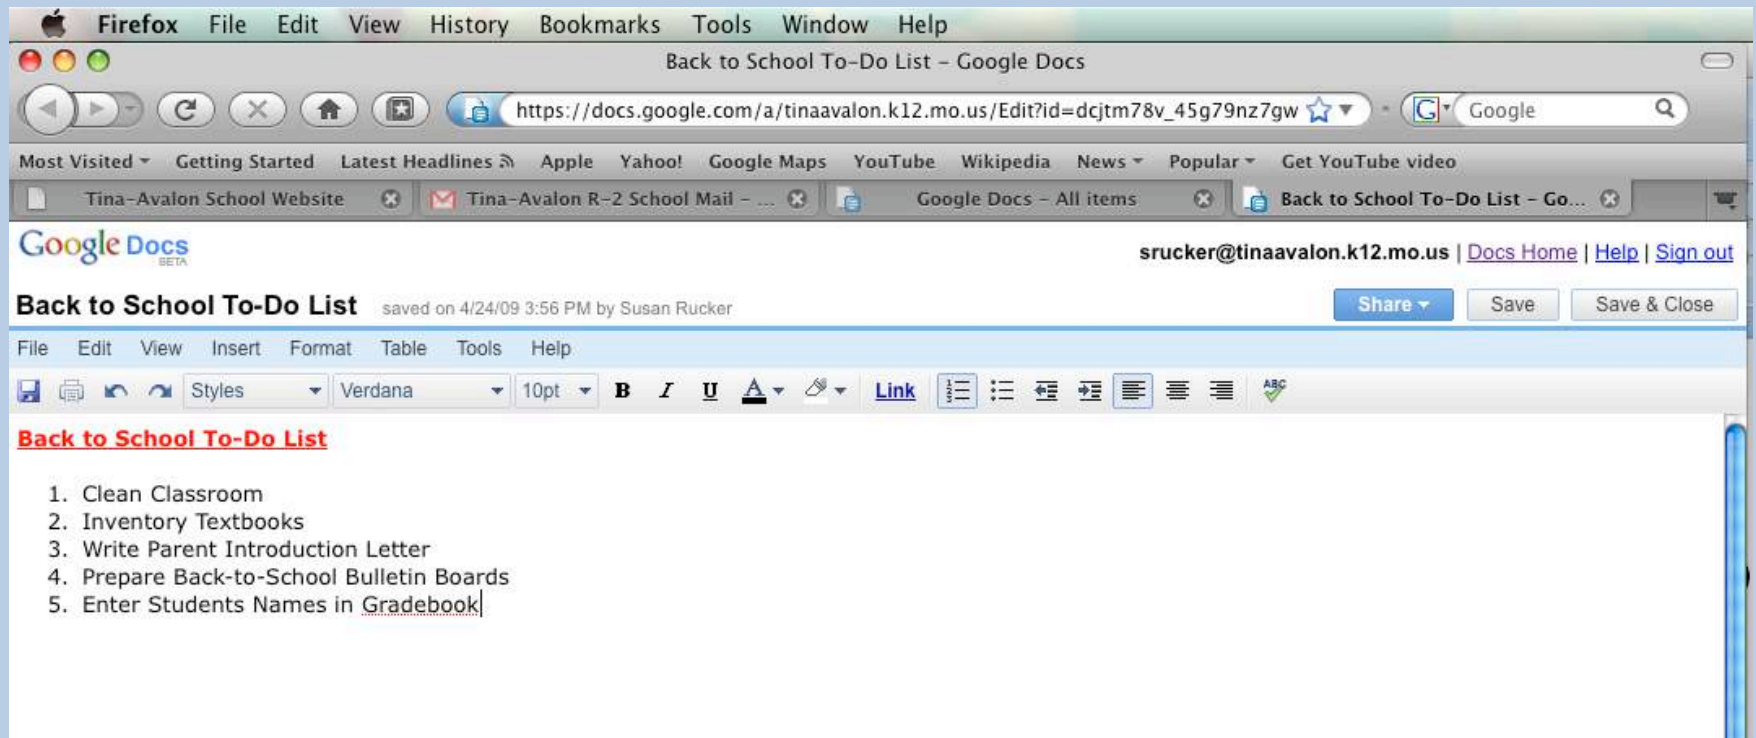 Firefox File Edit View History Bookmarks Tools Window Help
Back to School To-Do List - Google Docs
https://docs.google.com/a/tinaavalon.k12.mo.us/Edit?id=dcjtm78v_45g79nz7gw G Google
Most Visited Getting Started Latest Headlines Apple Yahoo! Google Maps YouTube Wikipedia News Popular Get YouTube video
Tina-Avalon School Website Tina-Avalon R-2 School Mail - ... Google Docs - All items Back to School To-Do List - Go...
Google Docs BETA
srucker@tinaavalon.k12.mo.us | Docs Home | Help | Sign out
Back to School To-Do List saved on 4/24/09 3:56 PM by Susan Rucker Share Save Save & Close
File Edit View Insert Format Table Tools Help
Styles Verdana 10pt B I U A Link ABC
Back to School To-Do List
1. Clean Classroom
2. Inventory Textbooks
3. Write Parent Introduction Letter
4. Prepare Back-to-School Bulletin Boards
5. Enter Students Names in Gradebook